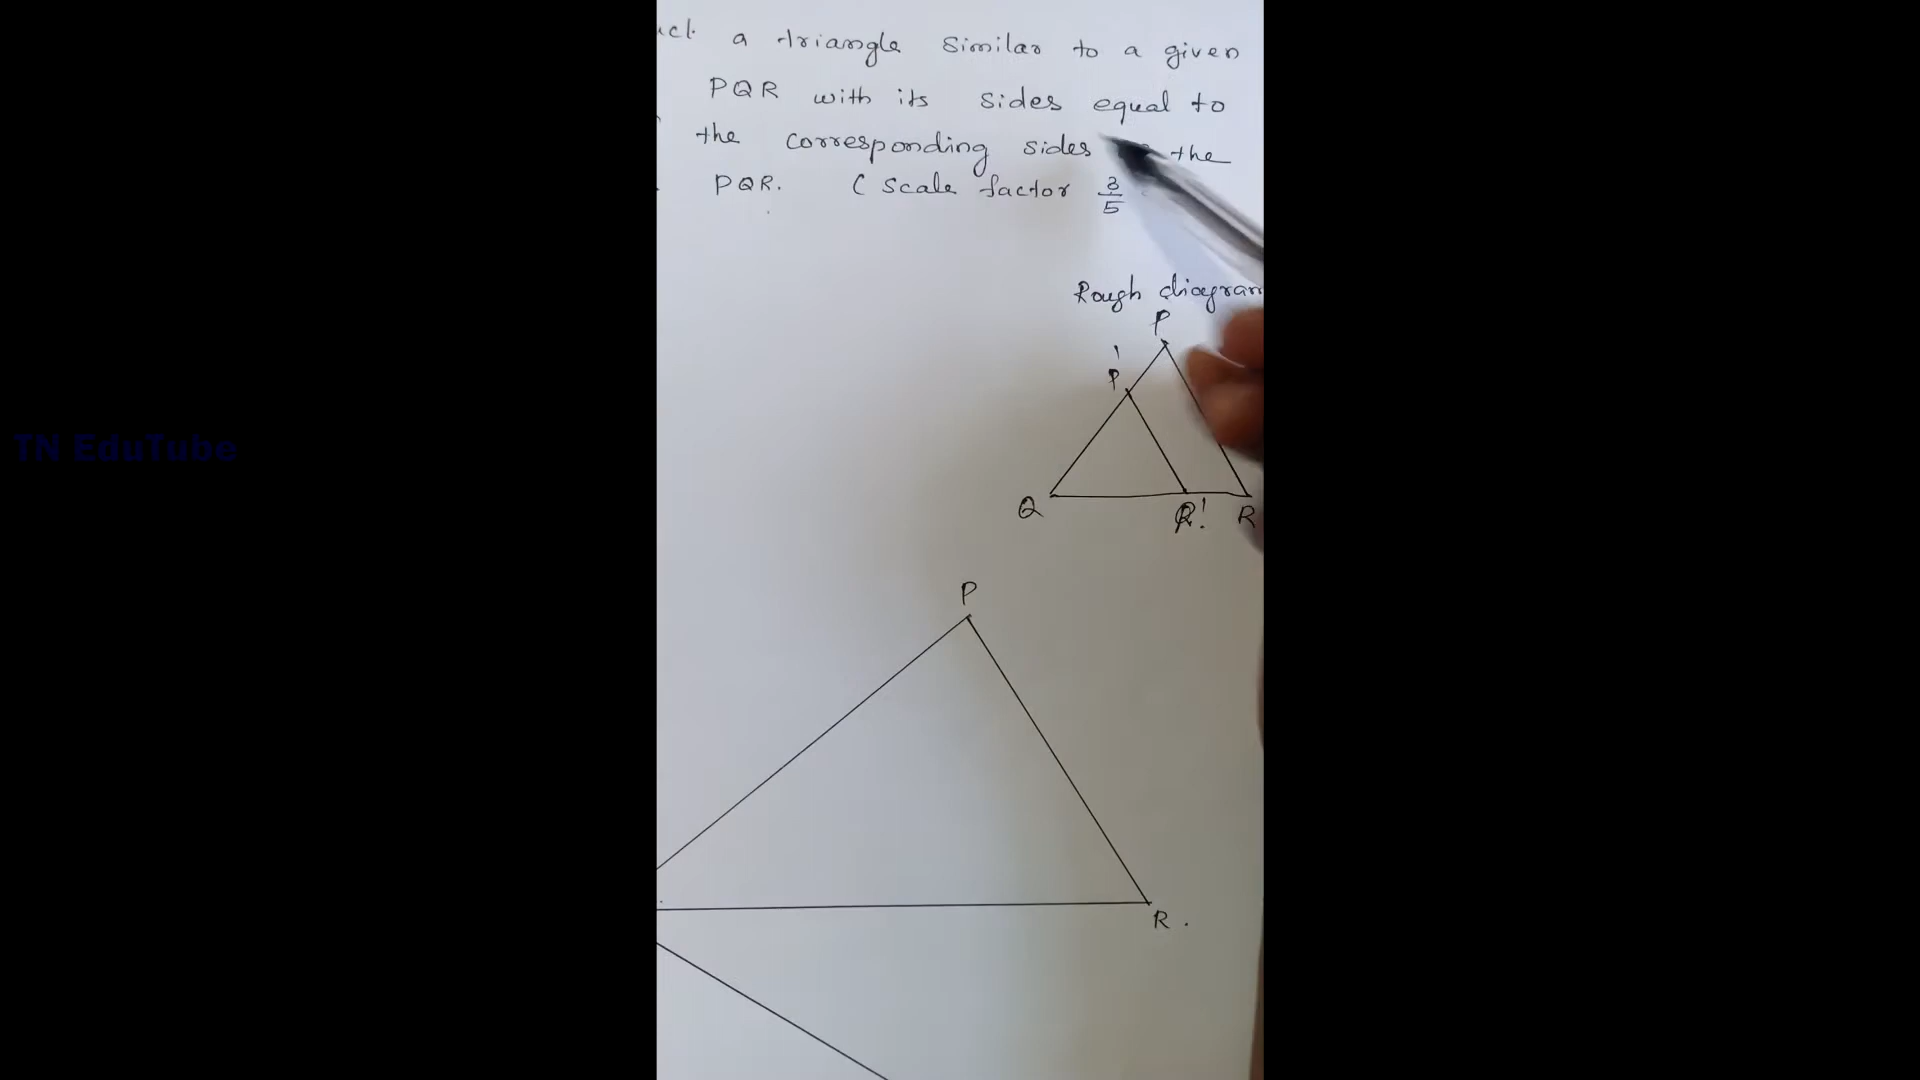 a triangle similar to a given
PQR with its sides equal to
the corresponding sides the
PQR. ( scale factor 3/5
Rough diagram
P
P'
Q
R'
R
TN EduTube
P
R.